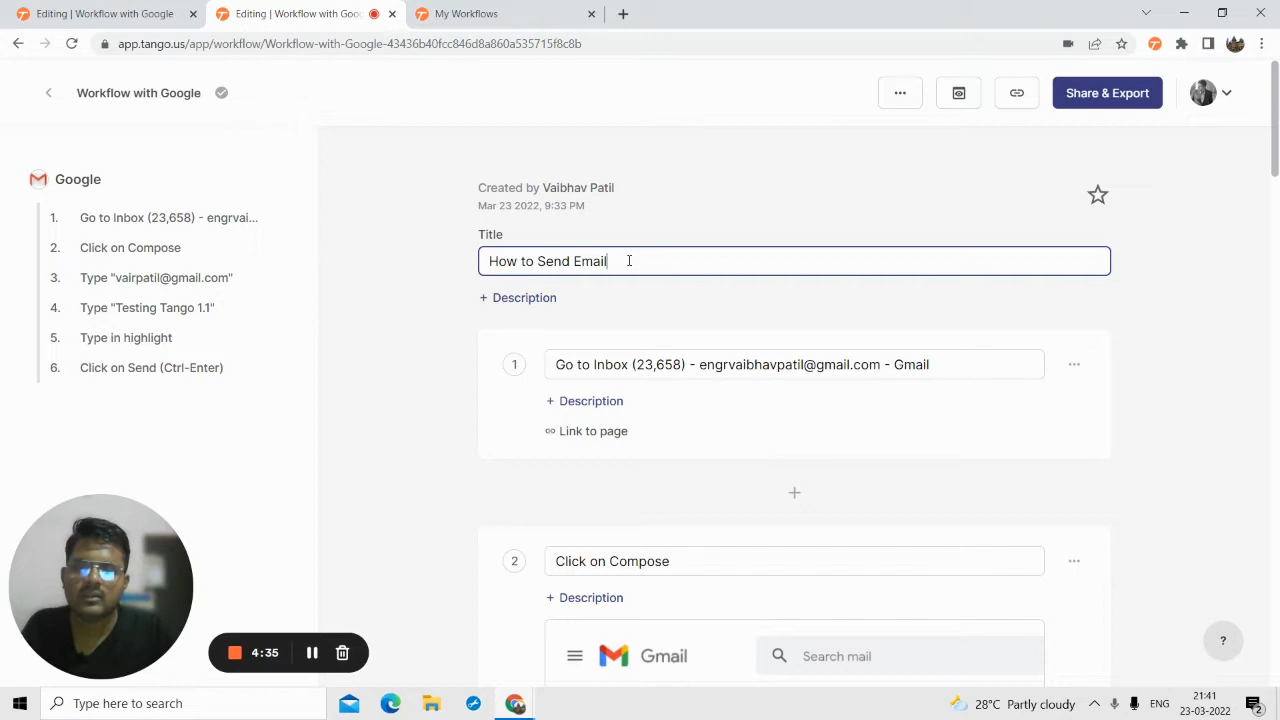 Editing | Workflow with Google
Editing | Workflow with Goo
My Workflows
app.tango.us/app/workflow/Workflow-with-Google-43436b40fcd46d8a860a535715f8c8b
Workflow with Google
Share & Export
Google
1. Go to Inbox (23,658) - engrvai...
2. Click on Compose
3. Type "vairpatil@gmail.com"
4. Type "Testing Tango 1.1"
5. Type in highlight
6. Click on Send (Ctrl-Enter)
Created by Vaibhav Patil
Mar 23 2022, 9:33 PM
Title
How to Send Email
+ Description
1 Go to Inbox (23,658) - engrvaibhavpatil@gmail.com - Gmail
+ Description
Link to page
2 Click on Compose
+ Description
Gmail
Search mail
4:35
?
Type here to search
28°C Partly cloudy
ENG
21:41
23-03-2022
2